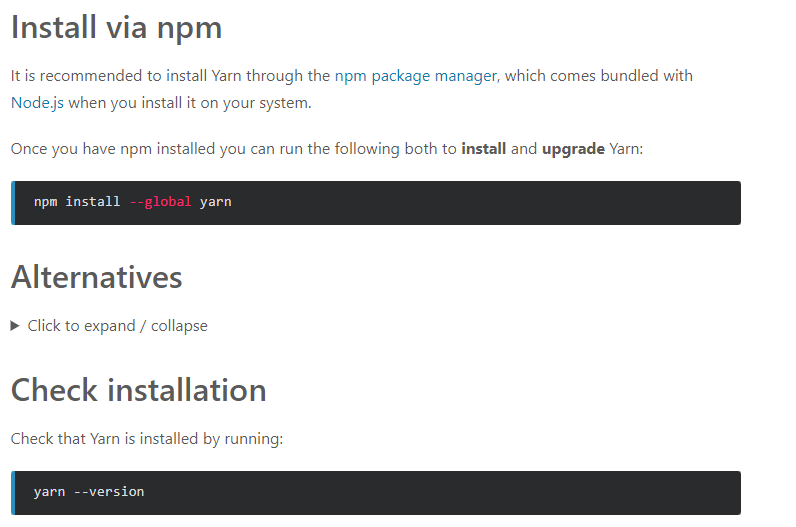 Install via npm
It is recommended to install Yarn through the npm package manager, which comes bundled with
Node.js when you install it on your system.
Once you have npm installed you can run the following both to install and upgrade Yarn:
npm install --global yarn
Alternatives
Click to expand / collapse
Check installation
Check that Yarn is installed by running:
yarn --version